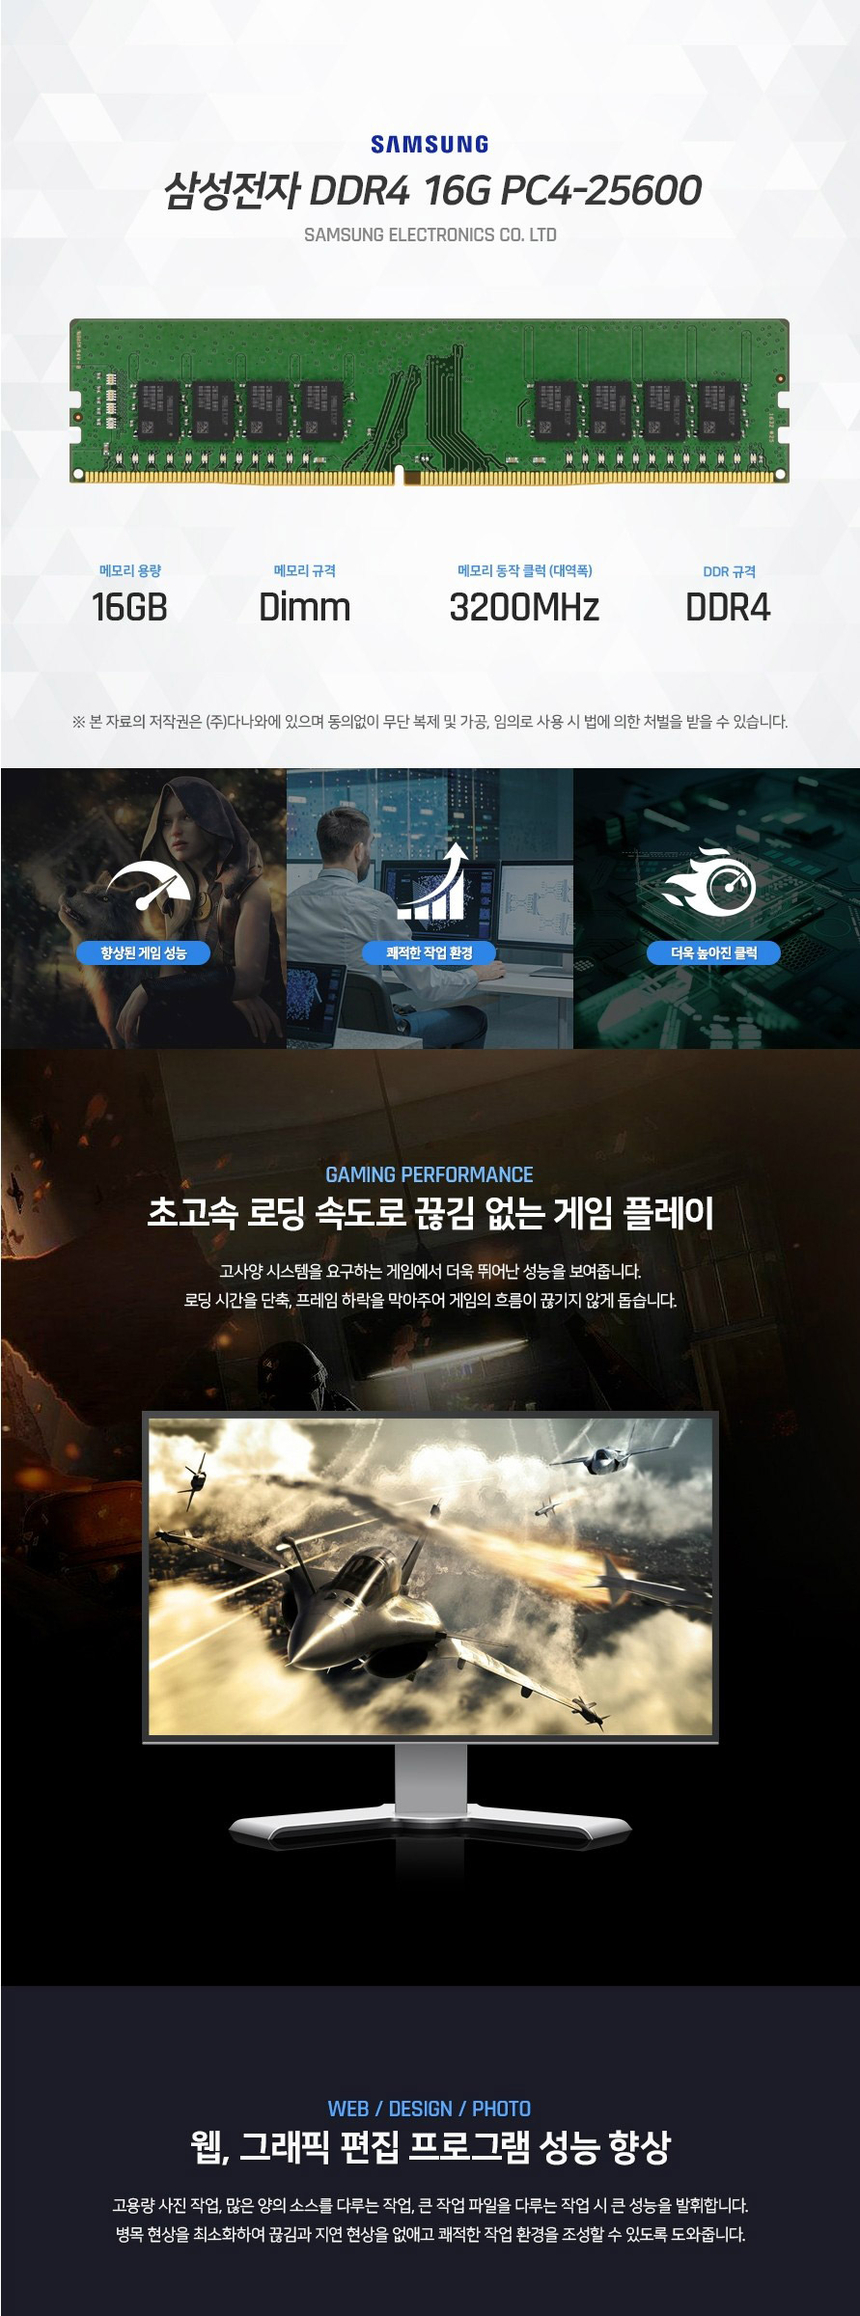 SAMSUNG
삼성전자 DDR4 16G PC4-25600
SAMSUNG ELECTRONICS CO. LTD
메모리 용량
16GB
메모리 규격
Dimm
메모리 동작 클럭 (대역폭)
3200MHz
DDR 규격
DDR4
※ 본 자료의 저작권은 (주)다나와에 있으며 동의없이 무단 복제 및 가공, 임의로 사용 시 법에 의한 처벌을 받을 수 있습니다.
향상된 게임 성능
쾌적한 작업 환경
더욱 높아진 클럭
GAMING PERFORMANCE
초고속 로딩 속도로 끊김 없는 게임 플레이
고사양 시스템을 요구하는 게임에서 더욱 뛰어난 성능을 보여줍니다.
로딩 시간을 단축, 프레임 하락을 막아주어 게임의 흐름이 끊기지 않게 돕습니다.
WEB / DESIGN / PHOTO
웹, 그래픽 편집 프로그램 성능 향상
고용량 사진 작업, 많은 양의 소스를 다루는 작업, 큰 작업 파일을 다루는 작업 시 큰 성능을 발휘합니다.
병목 현상을 최소화하여 끊김과 지연 현상을 없애고 쾌적한 작업 환경을 조성할 수 있도록 도와줍니다.